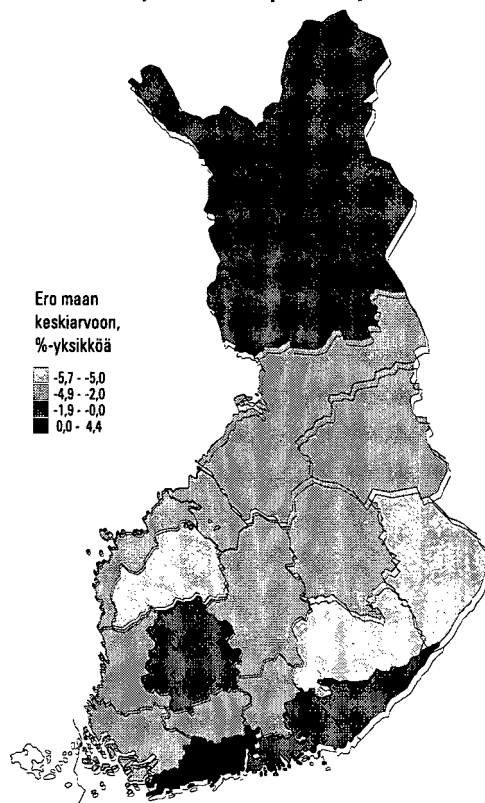 Ero maan
keskiarvoon,
%-yksikköä
-5,7 - -5,0
-4,9 - -2,0
-1,9 - -0,0
0,0 - 4,4